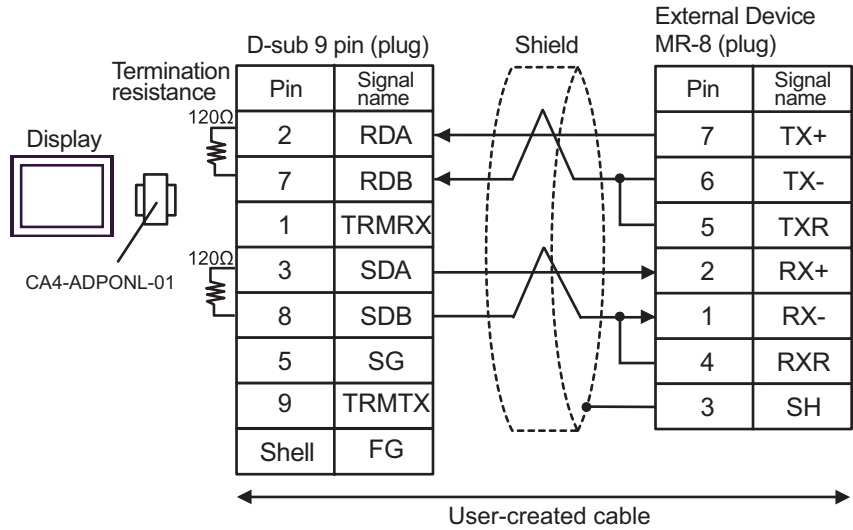 External Device
D-sub 9 pin (plug) Shield MR-8 (plug)
Termination resistance
Pin Signal name Pin Signal name
120Ω
2 RDA 7 TX+
Display
7 RDB 6 TX-
1 TRMRX 5 TXR
120Ω
3 SDA 2 RX+
CA4-ADPONL-01
8 SDB 1 RX-
5 SG 4 RXR
9 TRMTX 3 SH
Shell FG
User-created cable